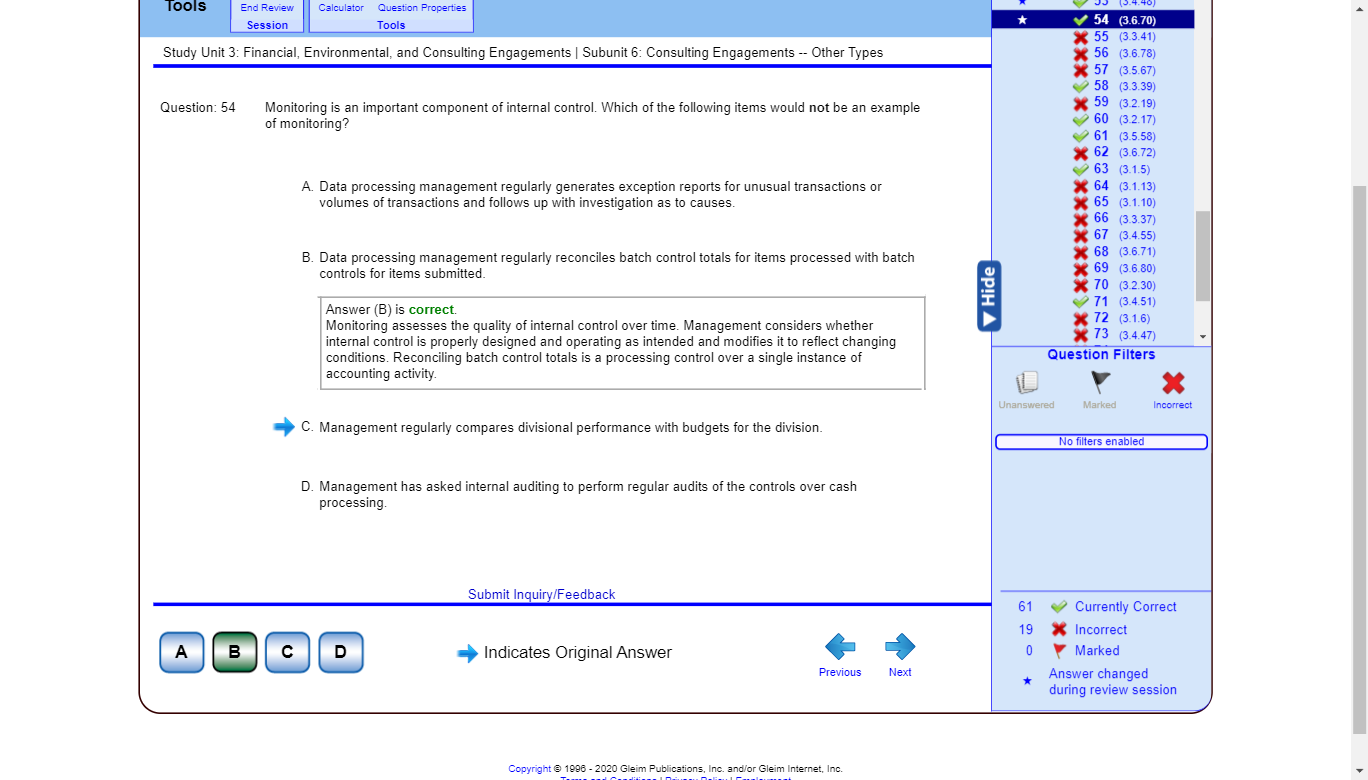 Tools
End Review
Session
Calculator Question Properties
Tools
Study Unit 3: Financial, Environmental, and Consulting Engagements | Subunit 6: Consulting Engagements -- Other Types
Question: 54
Monitoring is an important component of internal control. Which of the following items would not be an example
of monitoring?
A. Data processing management regularly generates exception reports for unusual transactions or
volumes of transactions and follows up with investigation as to causes.
B. Data processing management regularly reconciles batch control totals for items processed with batch
controls for items submitted.
Answer (B) is correct.
Monitoring assesses the quality of internal control over time. Management considers whether
internal control is properly designed and operating as intended and modifies it to reflect changing
conditions. Reconciling batch control totals is a processing control over a single instance of
accounting activity.
C. Management regularly compares divisional performance with budgets for the division.
D. Management has asked internal auditing to perform regular audits of the controls over cash
processing.
Submit Inquiry/Feedback
A B C D
Indicates Original Answer
Previous
Next
53 (3.4.48)
54 (3.6.70)
55 (3.3.41)
56 (3.6.78)
57 (3.5.67)
58 (3.3.39)
59 (3.2.19)
60 (3.2.17)
61 (3.5.58)
62 (3.6.72)
63 (3.1.5)
64 (3.1.13)
65 (3.1.10)
66 (3.3.37)
67 (3.4.55)
68 (3.6.71)
69 (3.6.80)
70 (3.2.30)
71 (3.4.51)
72 (3.1.6)
73 (3.4.47)
Hide
Question Filters
Unanswered
Marked
Incorrect
No filters enabled
61 Currently Correct
19 Incorrect
0 Marked
Answer changed
during review session
Copyright © 1996 - 2020 Gleim Publications, Inc. and/or Gleim Internet, Inc.
Terms and Conditions | Privacy Policy | Employment